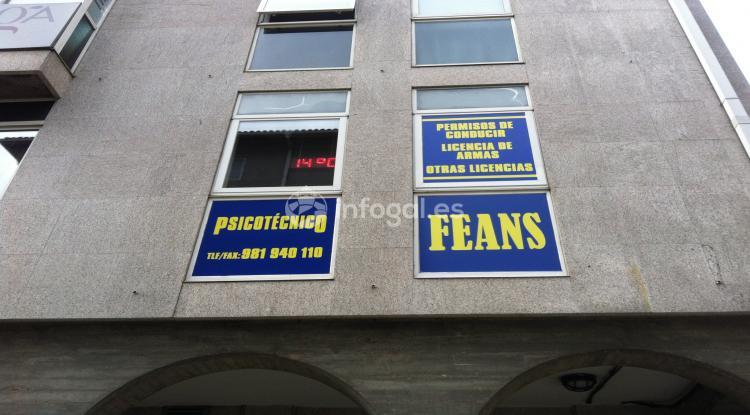 14ºC
PERMISOS DE
CONDUCIR
LICENCIA DE
ARMAS
OTRAS LICENCIAS
PSICOTÉCNICO
TLF/FAX: 981 940 110
FEANS
infogal.es